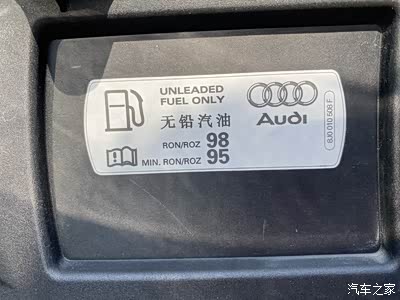 UNLEADED
FUEL ONLY
无铅汽油
RON/ROZ 98
MIN. RON/ROZ 95
Audi
8J0 010 508 F
汽车之家